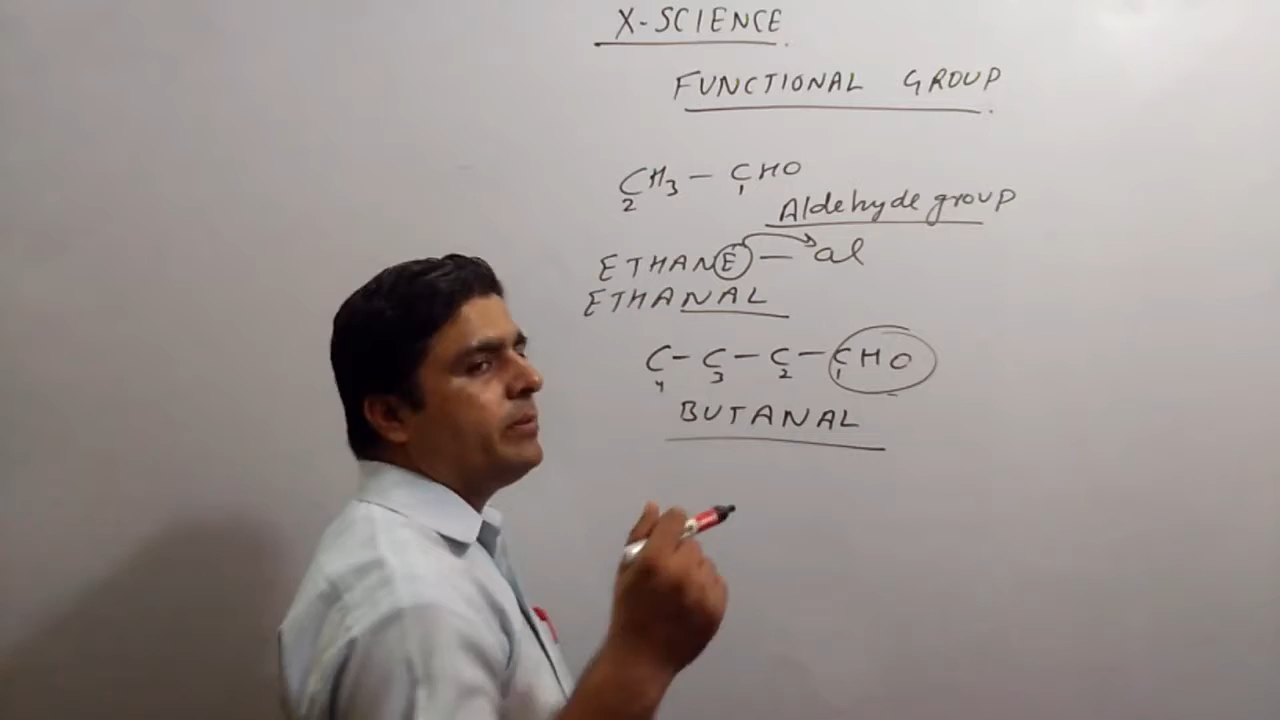 X-SCIENCE
FUNCTIONAL GROUP
CH3 - CHO
2 1
Aldehyde group
ETHANE - al
ETHANAL
C - C - C - CHO
4 3 2 1
BUTANAL